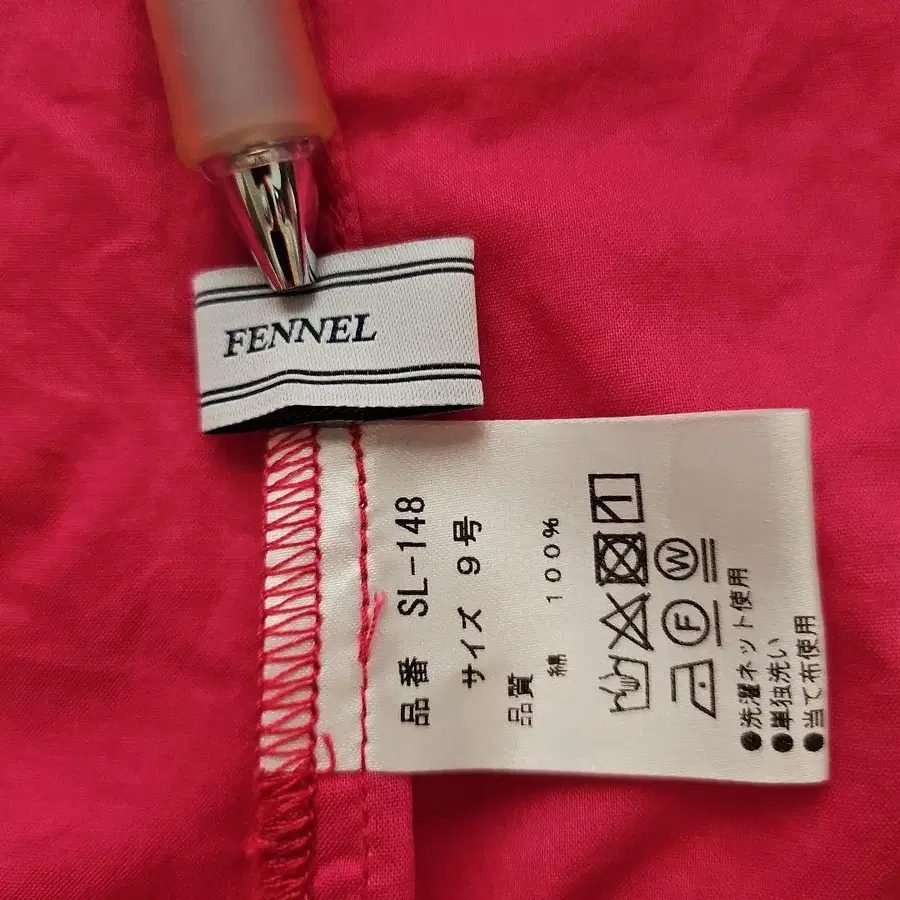 FENNEL
品番 SL-148
サイズ 9号
品質
綿 100%
W
F
●洗濯ネット使用
●単独洗い
●当て布使用